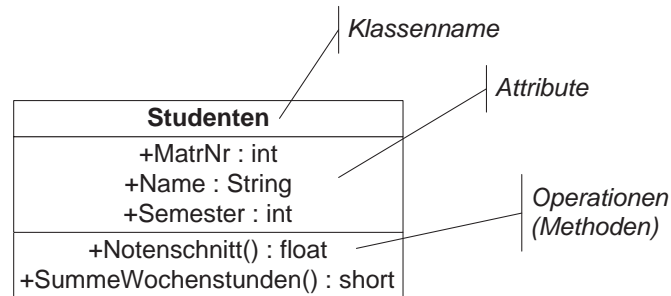 Klassenname
Attribute
Studenten
+MatrNr : int
+Name : String
+Semester : int
Operationen
(Methoden)
+Notenschnitt() : float
+SummeWochenstunden() : short